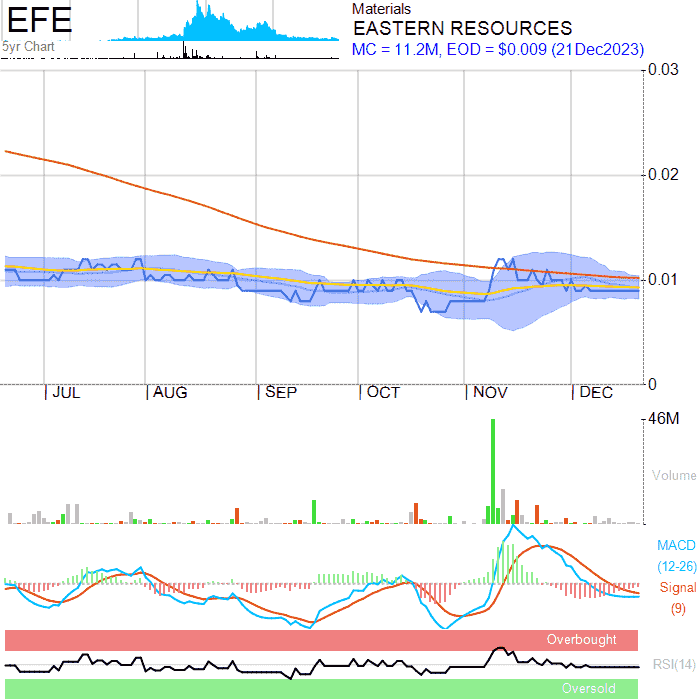 EFE
5yr Chart
Materials
EASTERN RESOURCES
MC = 11.2M, EOD = $0.009 (21Dec2023)
0.03
0.02
0.01
0
JUL
AUG
SEP
OCT
NOV
DEC
46M
Volume
MACD
(12-26)
Signal
(9)
Overbought
RSI(14)
Oversold